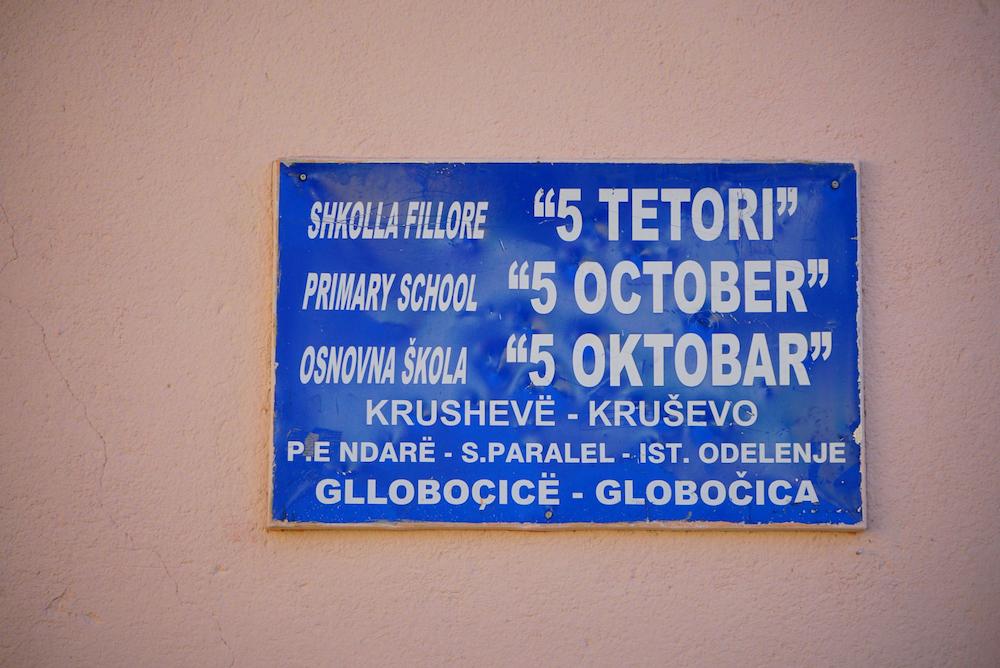 SHKOLLA FILLORE "5 TETORI"
PRIMARY SCHOOL "5 OCTOBER"
OSNOVNA ŠKOLA "5 OKTOBAR"
KRUSHEVË - KRUŠEVO
P.E NDARË - S.PARALEL - IST. ODELENJE
GLLOBOÇICË - GLOBOČICA